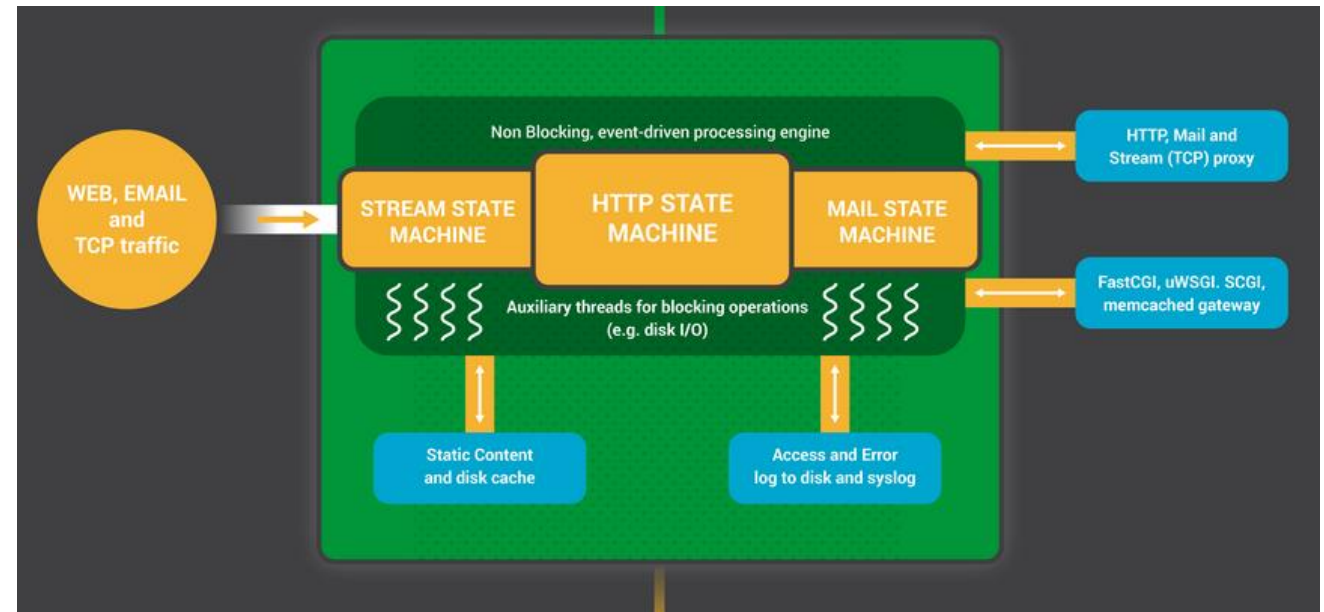 Non Blocking, event-driven processing engine
WEB, EMAIL
and
TCP traffic
STREAM STATE
MACHINE
HTTP STATE
MACHINE
MAIL STATE
MACHINE
HTTP, Mail and
Stream (TCP) proxy
FastCGI, uWSGI. SCGI,
memcached gateway
Auxiliary threads for blocking operations
(e.g. disk I/O)
Static Content
and disk cache
Access and Error
log to disk and syslog